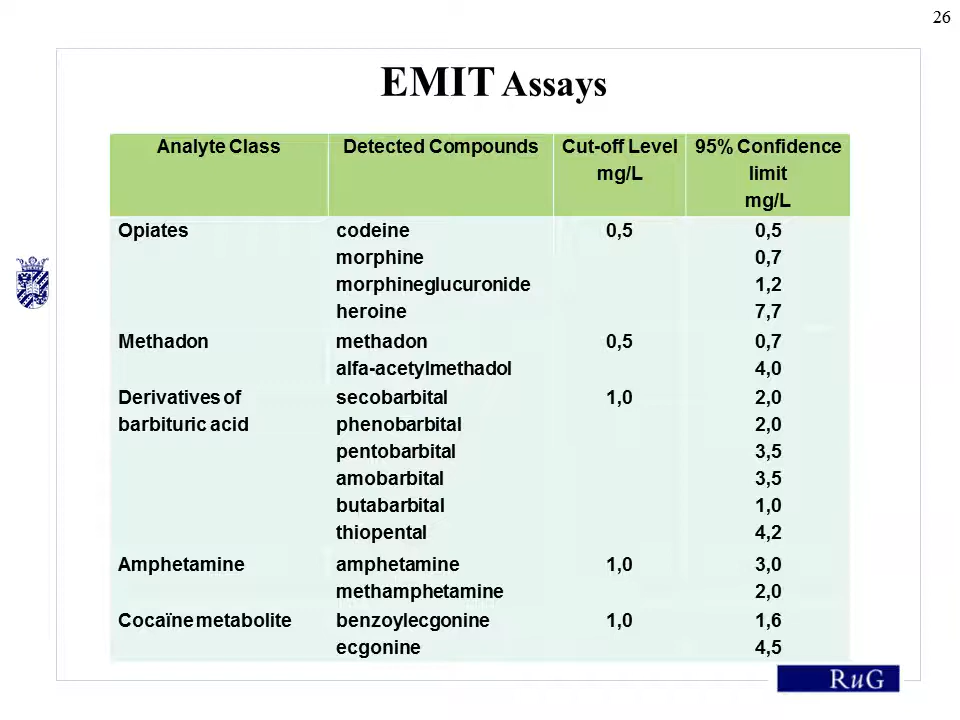 26
EMIT Assays
Analyte Class Detected Compounds Cut-off Level 95% Confidence
mg/L limit
mg/L
Opiates codeine 0,5 0,5
morphine 0,7
morphineglucuronide 1,2
heroine 7,7
Methadon methadon 0,5 0,7
alfa-acetylmethadol 4,0
Derivatives of secobarbital 1,0 2,0
barbituric acid phenobarbital 2,0
pentobarbital 3,5
amobarbital 3,5
butabarbital 1,0
thiopental 4,2
Amphetamine amphetamine 1,0 3,0
methamphetamine 2,0
Cocaïne metabolite benzoylecgonine 1,0 1,6
ecgonine 4,5
RuG